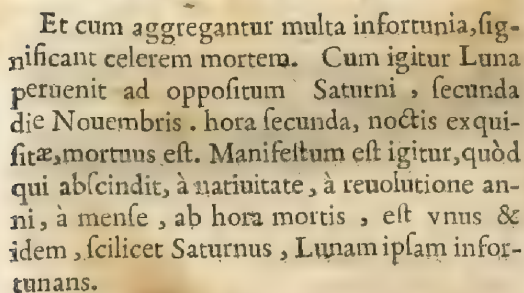 Et cum aggregantur multa infortunia, ſig-
nificant celerem mortem. Cum igitur Luna
peruenit ad oppoſitum Saturni , ſecunda
die Nouembris . hora ſecunda, noctis exqui-
ſitæ, mortuus eſt. Manifeſtum eſt igitur, quòd
qui abſcindit, à natiuitate , à reuolutione an-
ni, à menſe , ab hora mortis , eſt vnus &
idem , ſcilicet Saturnus , Lunam ipſam infor-
tunans.